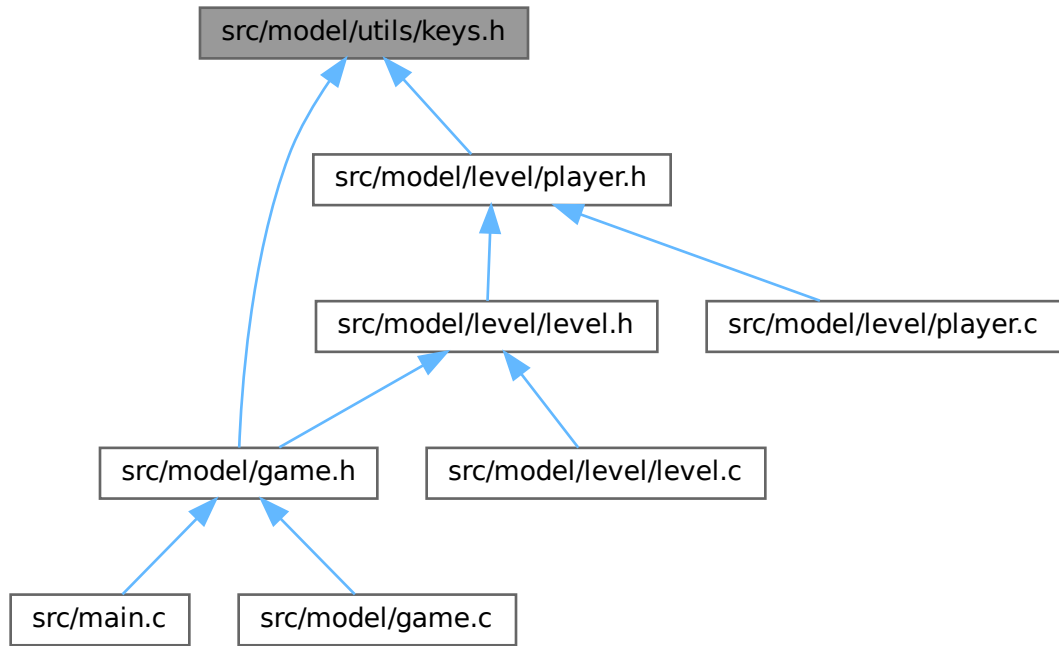 src/model/utils/keys.h
src/model/level/player.h
src/model/level/level.h
src/model/level/player.c
src/model/game.h
src/model/level/level.c
src/main.c
src/model/game.c